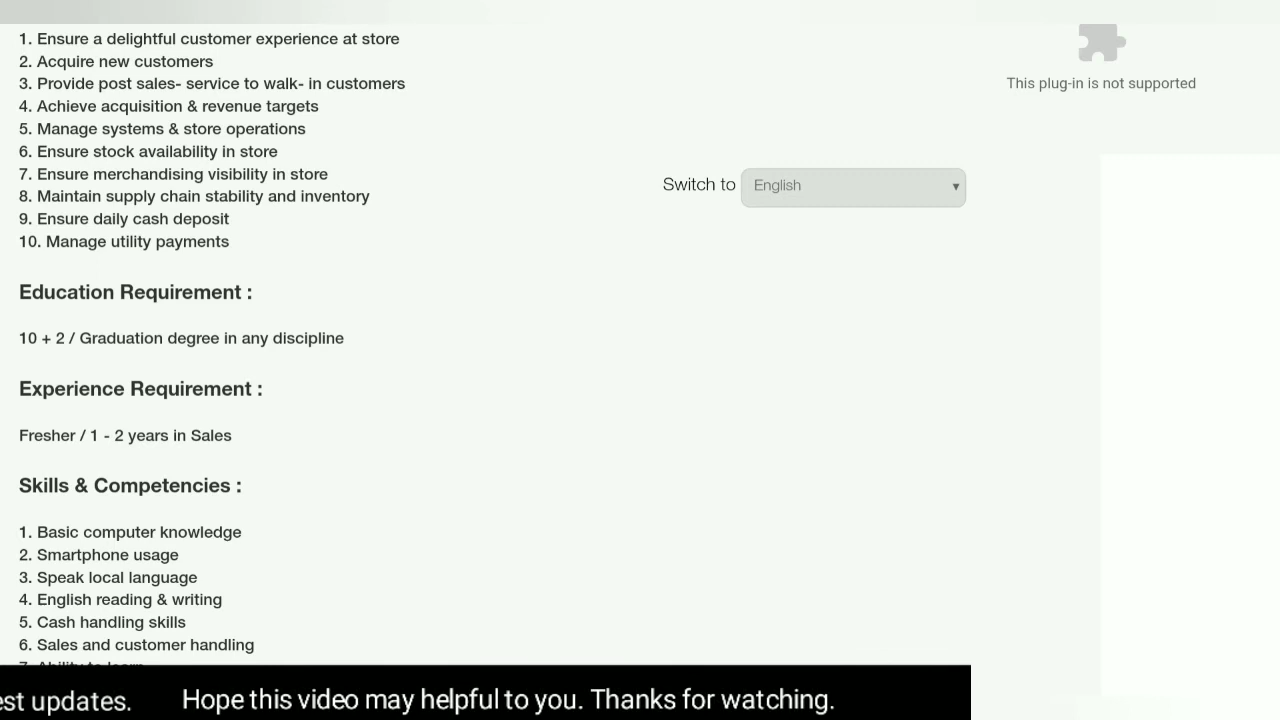 1. Ensure a delightful customer experience at store
2. Acquire new customers
3. Provide post sales- service to walk- in customers
4. Achieve acquisition & revenue targets
5. Manage systems & store operations
6. Ensure stock availability in store
7. Ensure merchandising visibility in store
8. Maintain supply chain stability and inventory
9. Ensure daily cash deposit
10. Manage utility payments
Education Requirement :
10 + 2 / Graduation degree in any discipline
Experience Requirement :
Fresher / 1 - 2 years in Sales
Skills & Competencies :
1. Basic computer knowledge
2. Smartphone usage
3. Speak local language
4. English reading & writing
5. Cash handling skills
6. Sales and customer handling
7. Ability to learn
This plug-in is not supported
Switch to English
est updates. Hope this video may helpful to you. Thanks for watching.